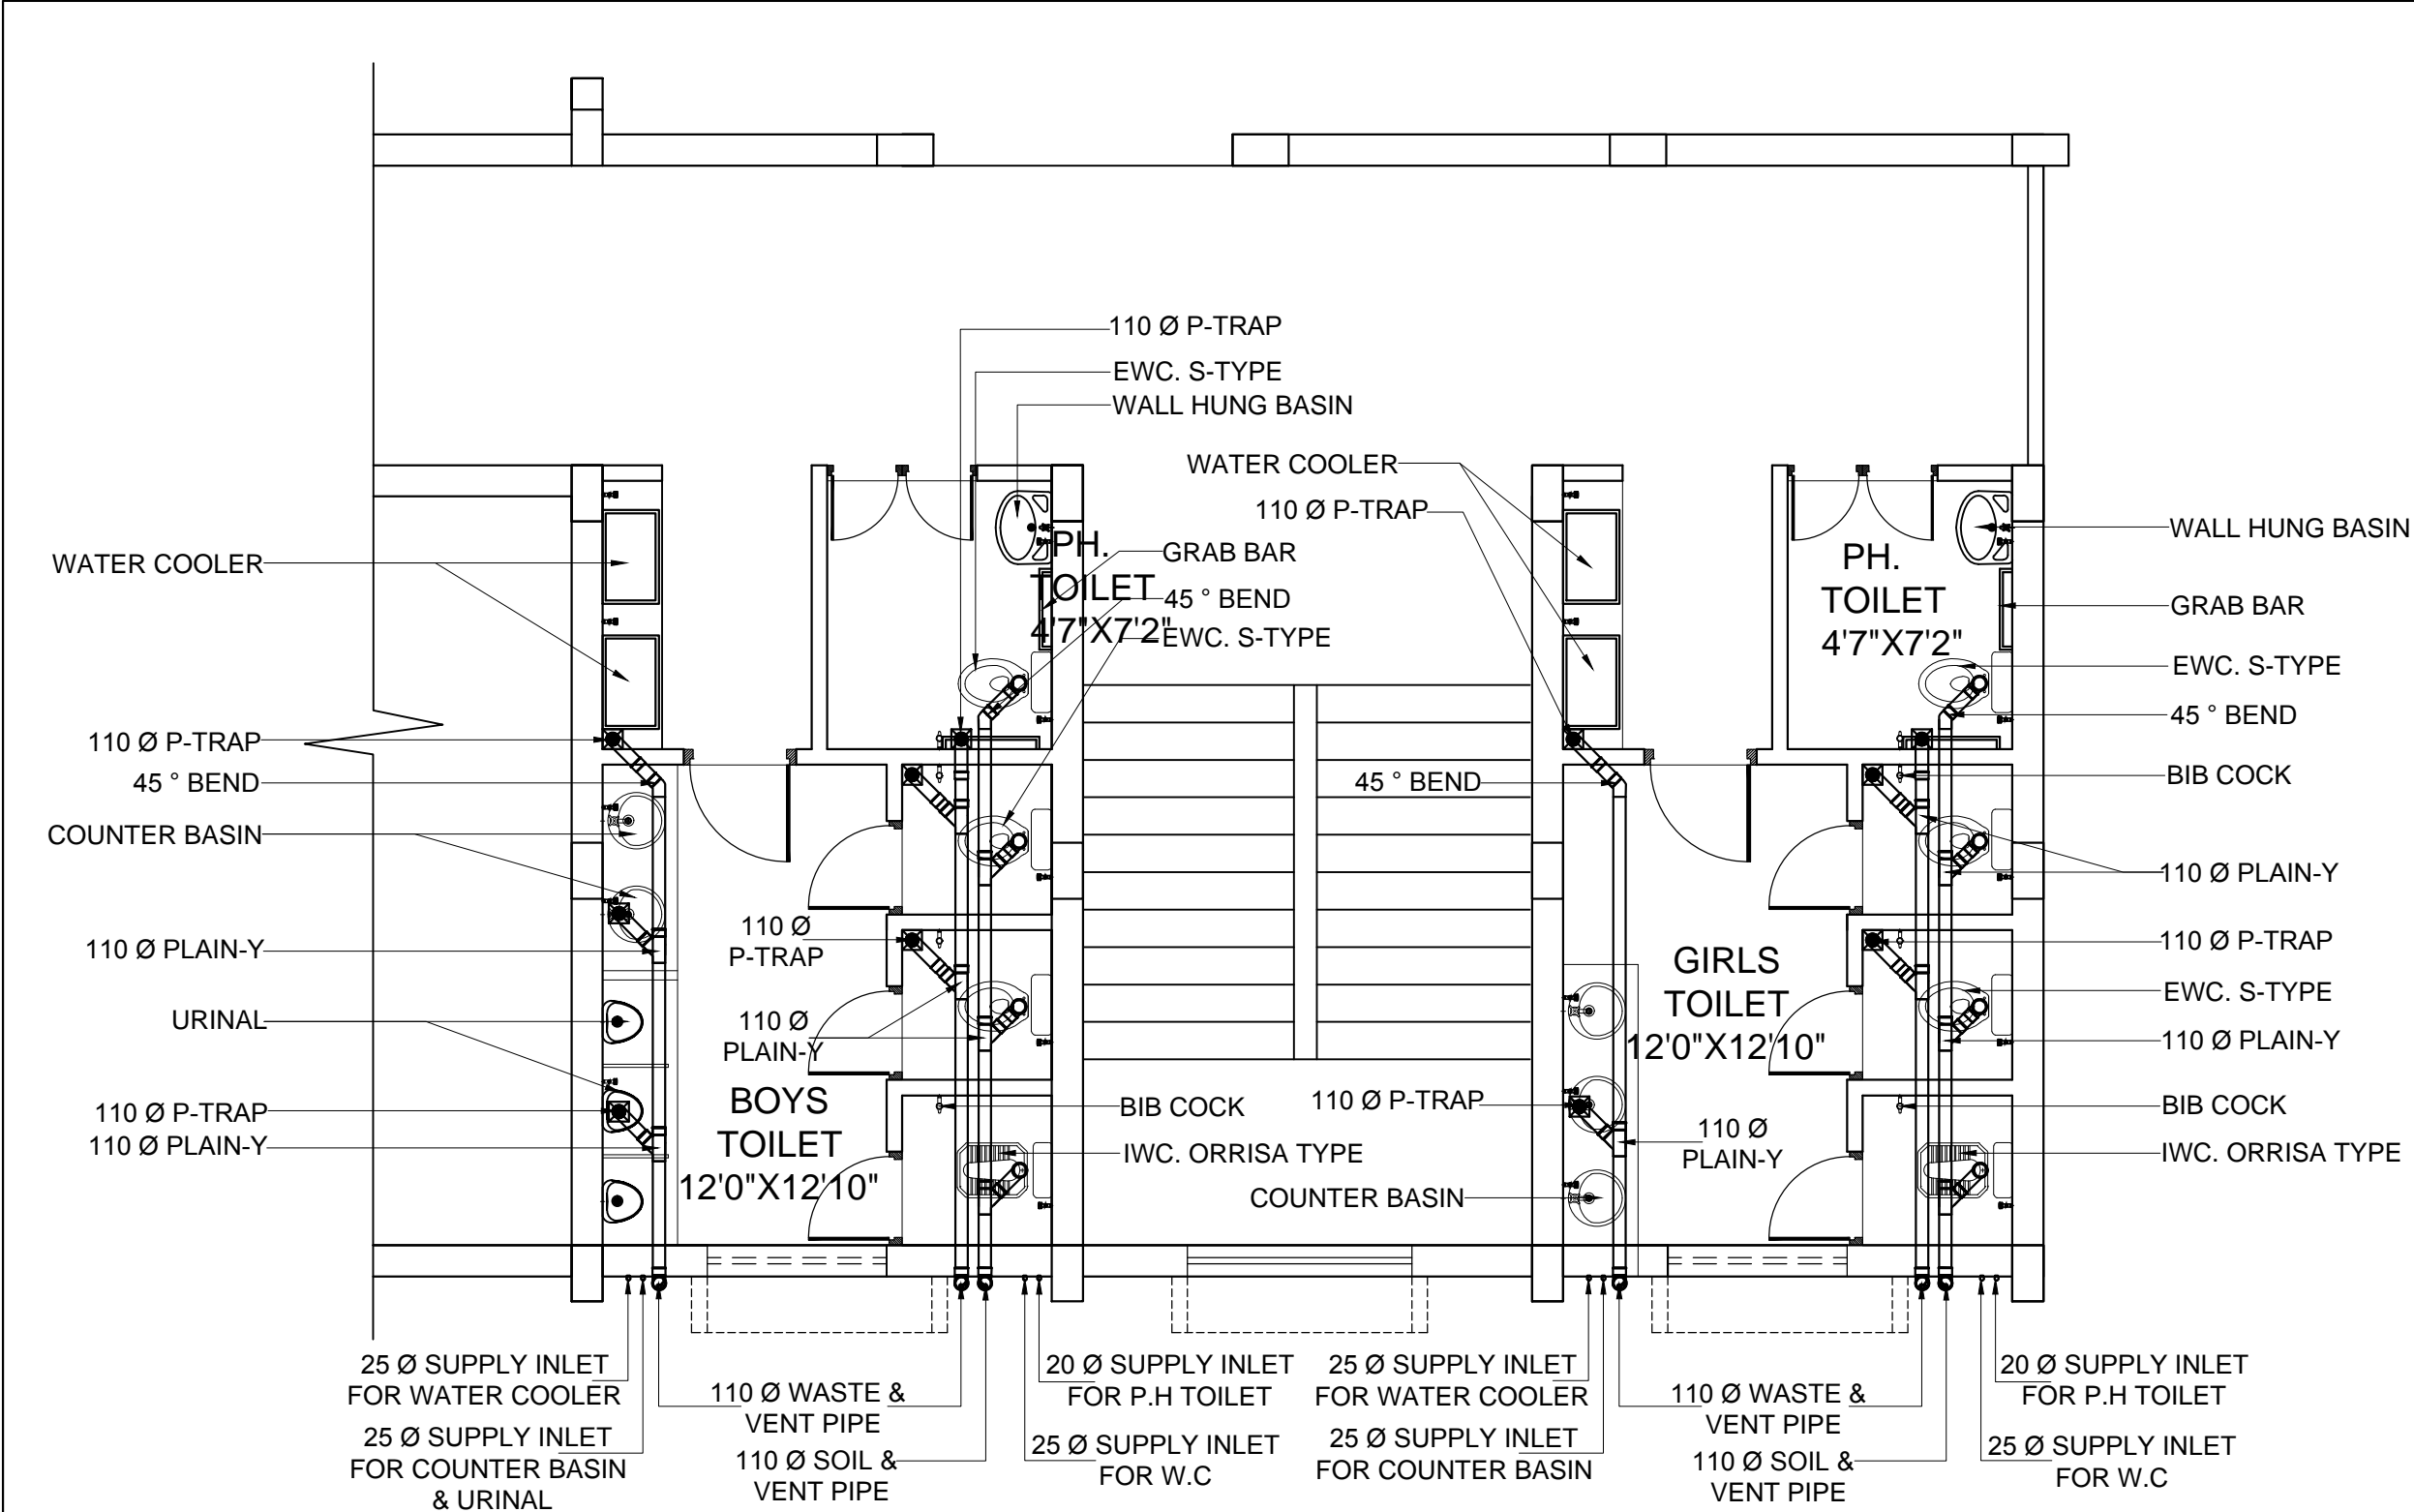 110 Ø P-TRAP
EWC. S-TYPE
WALL HUNG BASIN
WATER COOLER
110 Ø P-TRAP
WALL HUNG BASIN
PH.
TOILET
4'7"X7'2"
GRAB BAR
45 ° BEND
EWC. S-TYPE
PH.
TOILET
4'7"X7'2"
GRAB BAR
EWC. S-TYPE
45 ° BEND
WATER COOLER
110 Ø P-TRAP
45 ° BEND
COUNTER BASIN
110 Ø PLAIN-Y
URINAL
110 Ø P-TRAP
110 Ø PLAIN-Y
110 Ø
P-TRAP
110 Ø
PLAIN-Y
BOYS
TOILET
12'0"X12'10"
BIB COCK
IWC. ORRISA TYPE
45 ° BEND
110 Ø P-TRAP
COUNTER BASIN
GIRLS
TOILET
12'0"X12'10"
110 Ø
PLAIN-Y
BIB COCK
110 Ø PLAIN-Y
110 Ø P-TRAP
EWC. S-TYPE
110 Ø PLAIN-Y
BIB COCK
IWC. ORRISA TYPE
25 Ø SUPPLY INLET
FOR WATER COOLER
25 Ø SUPPLY INLET
FOR COUNTER BASIN
& URINAL
110 Ø WASTE &
VENT PIPE
110 Ø SOIL &
VENT PIPE
20 Ø SUPPLY INLET
FOR P.H TOILET
25 Ø SUPPLY INLET
FOR W.C
25 Ø SUPPLY INLET
FOR WATER COOLER
25 Ø SUPPLY INLET
FOR COUNTER BASIN
110 Ø WASTE &
VENT PIPE
110 Ø SOIL &
VENT PIPE
20 Ø SUPPLY INLET
FOR P.H TOILET
25 Ø SUPPLY INLET
FOR W.C